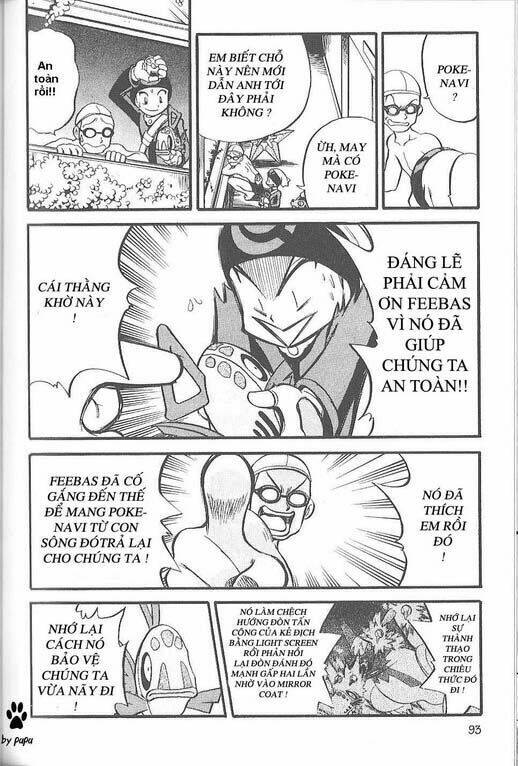 An
toàn
rồi!!
EM BIẾT CHỖ
NÀY NÊN MỚI
DẪN ANH TỚI
ĐÂY PHẢI
KHÔNG ?
ỪH, MAY
MÀ CÓ
POKE-
NAVI
POKE-
NAVI
?
CÁI THẰNG
KHỜ NÀY
!
ĐÁNG LẼ
PHẢI CẢM
ƠN FEEBAS
VÌ NÓ ĐÃ
GIÚP
CHÚNG TA
AN TOÀN!!
FEEBAS ĐÃ CỐ
GẮNG ĐẾN THẾ
ĐỂ MANG POKE-
NAVI TỪ CON
SÔNG ĐÓTRẢ LẠI
CHO CHÚNG TA !
NÓ ĐÃ
THÍCH
EM RỒI
ĐÓ !
NHỚ LẠI
CÁCH NÓ
BẢO VỆ
CHÚNG TA
VỪA NÃY ĐI
!
NÓ LÀM CHỆCH
HƯỚNG ĐÒN TẤN
CÔNG CỦA KẺ ĐỊCH
BẰNG LIGHT SCREEN
RỒI PHẢN HỒI
LẠI ĐÒN ĐÁNH ĐÓ
MẠNH GẤP HAI LẦN
NHỜ VÀO MIRROR
COAT !
NHỚ LẠI
SỰ
THÀNH
THẠO TRONG
CHIÊU
THỨC ĐÓ
ĐI !
by papa
93